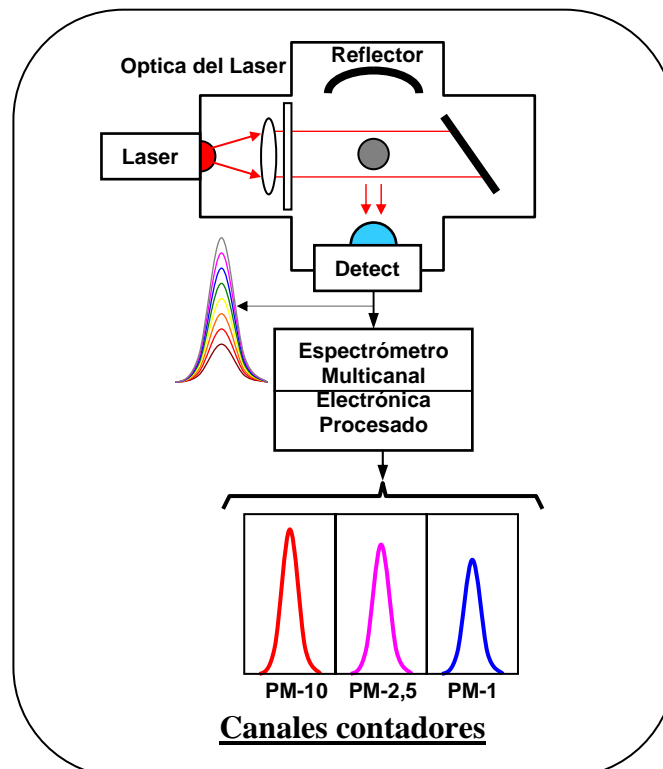 Reflector
Optica del Laser
Laser
Detect
Espectrómetro
Multicanal
Electrónica
Procesado
PM-10 PM-2,5 PM-1
Canales contadores